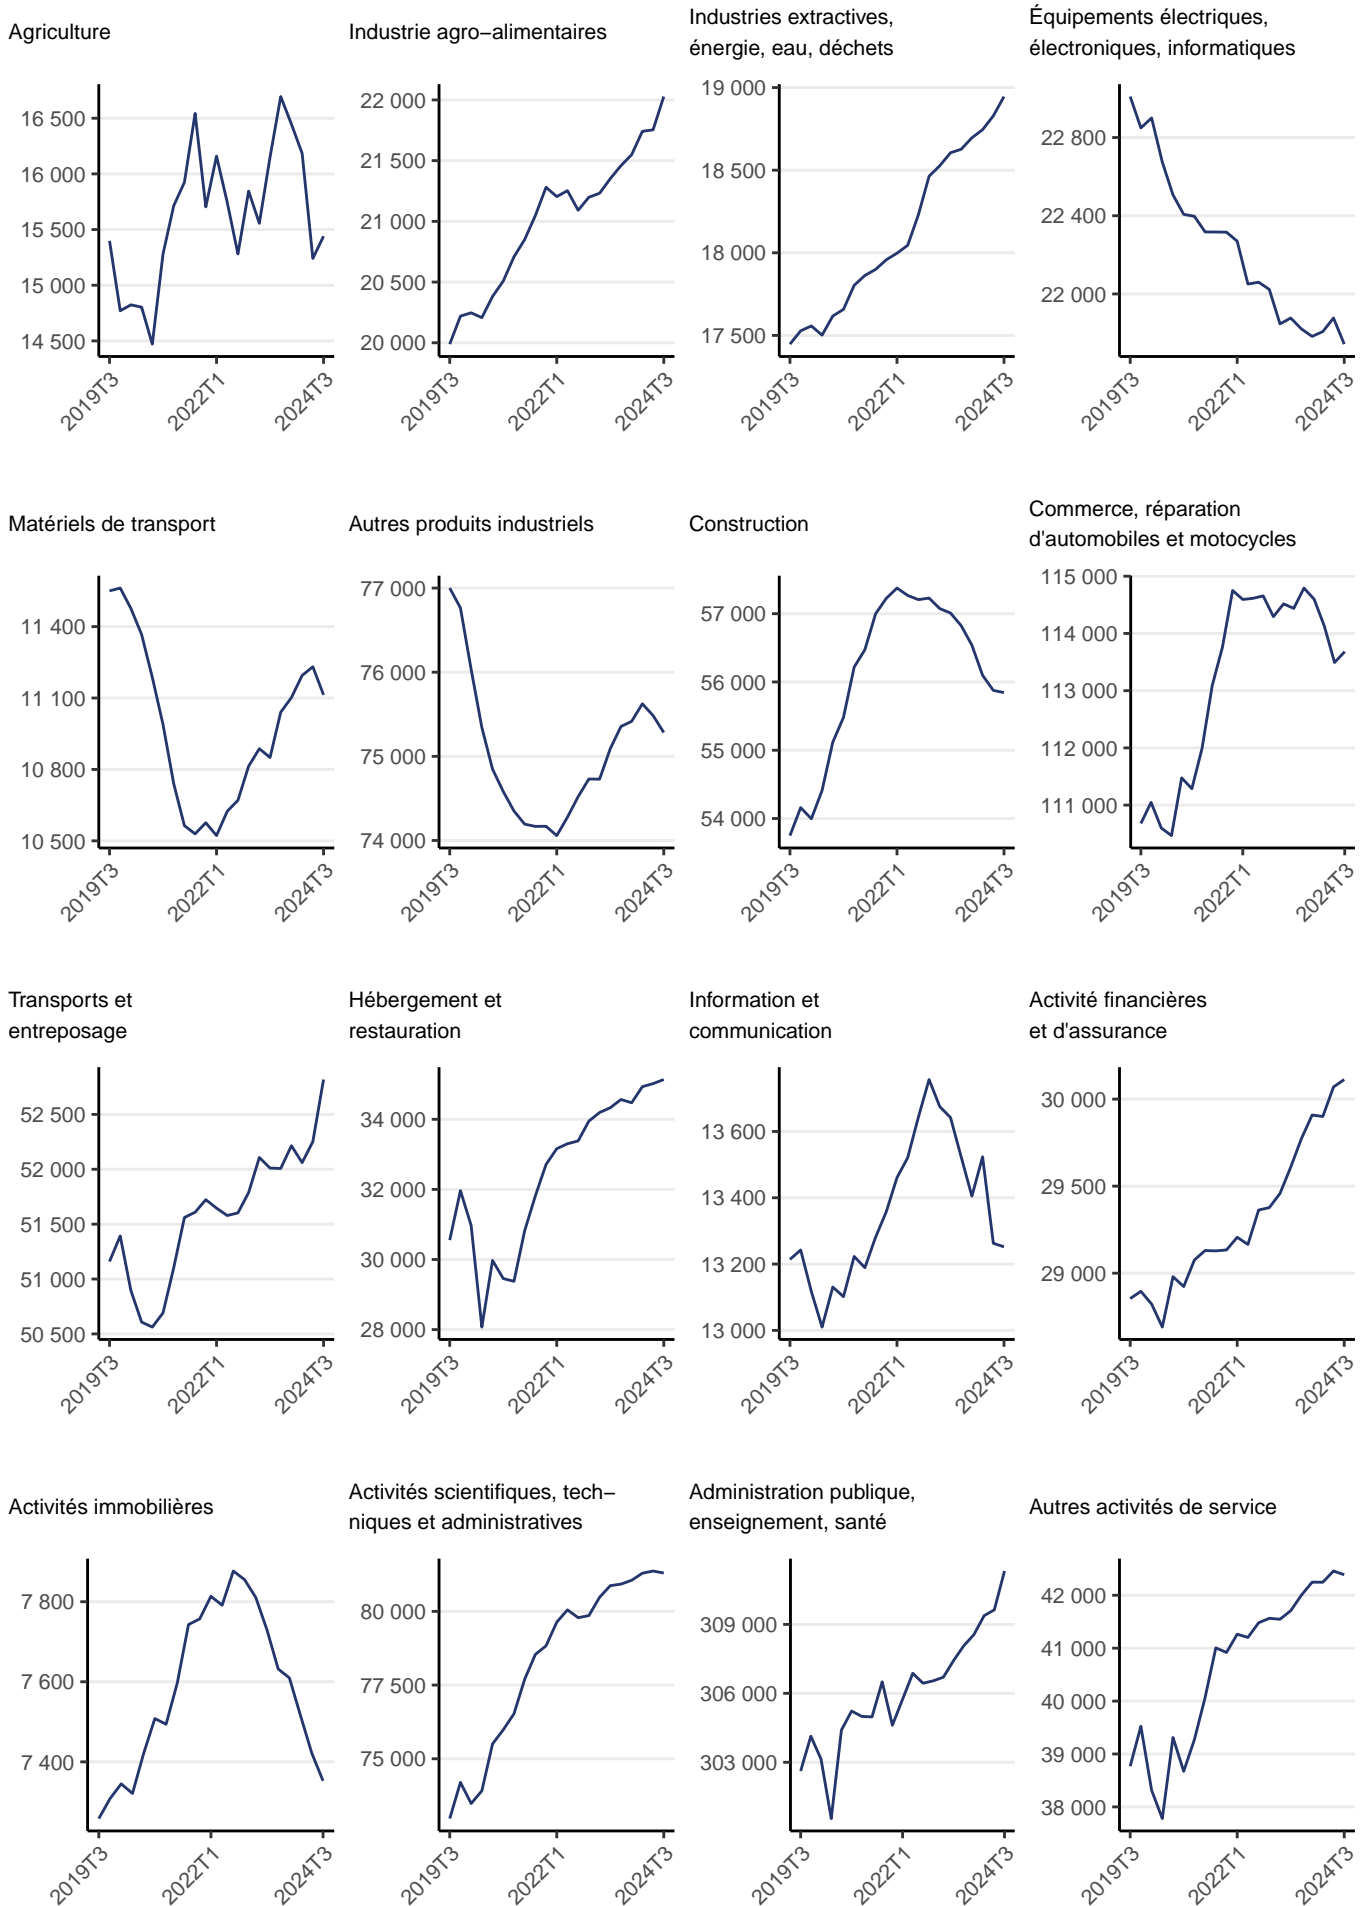 Agriculture
16 500
16 000
15 500
15 000
14 500
2019T3
2022T1
2024T3
Industrie agro−alimentaires
22 000
21 500
21 000
20 500
20 000
2019T3
2022T1
2024T3
Industries extractives,
énergie, eau, déchets
19 000
18 500
18 000
17 500
2019T3
2022T1
2024T3
Équipements électriques,
électroniques, informatiques
22 800
22 400
22 000
2019T3
2022T1
2024T3
Matériels de transport
11 400
11 100
10 800
10 500
2019T3
2022T1
2024T3
Autres produits industriels
77 000
76 000
75 000
74 000
2019T3
2022T1
2024T3
Construction
57 000
56 000
55 000
54 000
2019T3
2022T1
2024T3
Commerce, réparation
d'automobiles et motocycles
115 000
114 000
113 000
112 000
111 000
2019T3
2022T1
2024T3
Transports et
entreposage
52 500
52 000
51 500
51 000
50 500
2019T3
2022T1
2024T3
Hébergement et
restauration
34 000
32 000
30 000
28 000
2019T3
2022T1
2024T3
Information et
communication
13 600
13 400
13 200
13 000
2019T3
2022T1
2024T3
Activité financières
et d'assurance
30 000
29 500
29 000
2019T3
2022T1
2024T3
Activités immobilières
7 800
7 600
7 400
2019T3
2022T1
2024T3
Activités scientifiques, tech−
niques et administratives
80 000
77 500
75 000
2019T3
2022T1
2024T3
Administration publique,
enseignement, santé
309 000
306 000
303 000
2019T3
2022T1
2024T3
Autres activités de service
42 000
41 000
40 000
39 000
38 000
2019T3
2022T1
2024T3